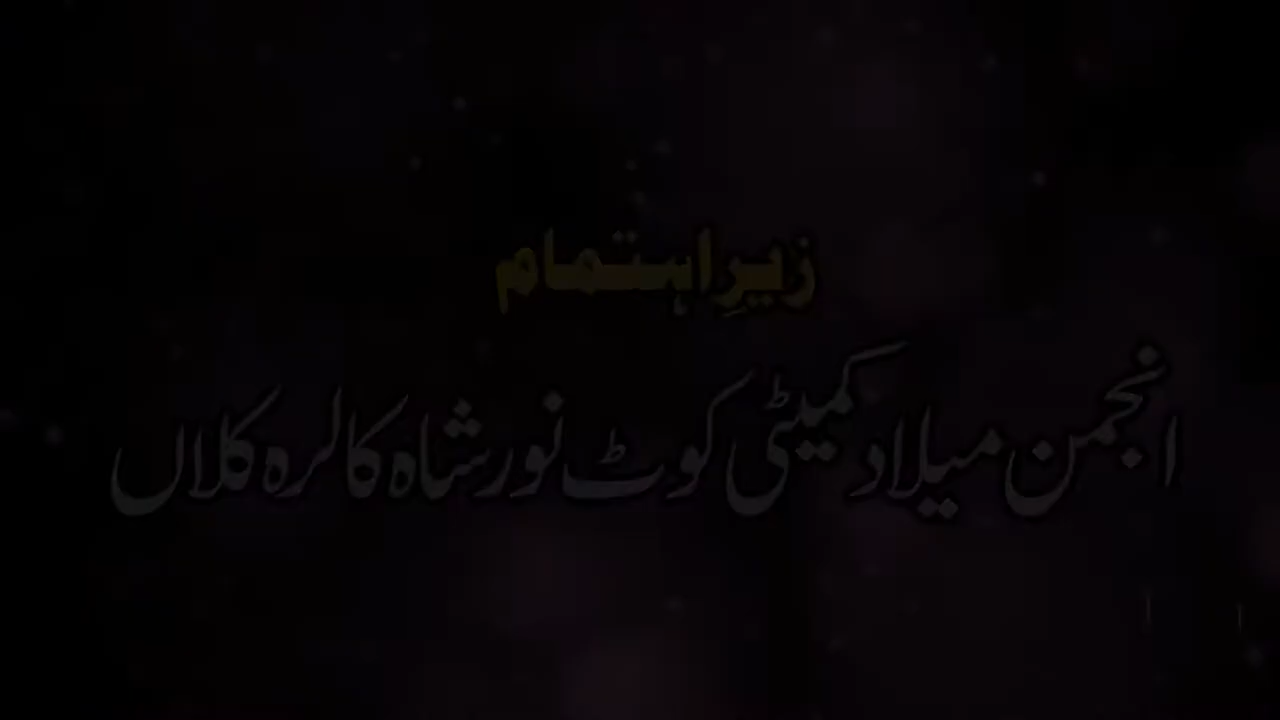 زیرِ اہتمام
انجمن میلاد کمیٹی کوٹ نور شاہ کالرہ کلاں